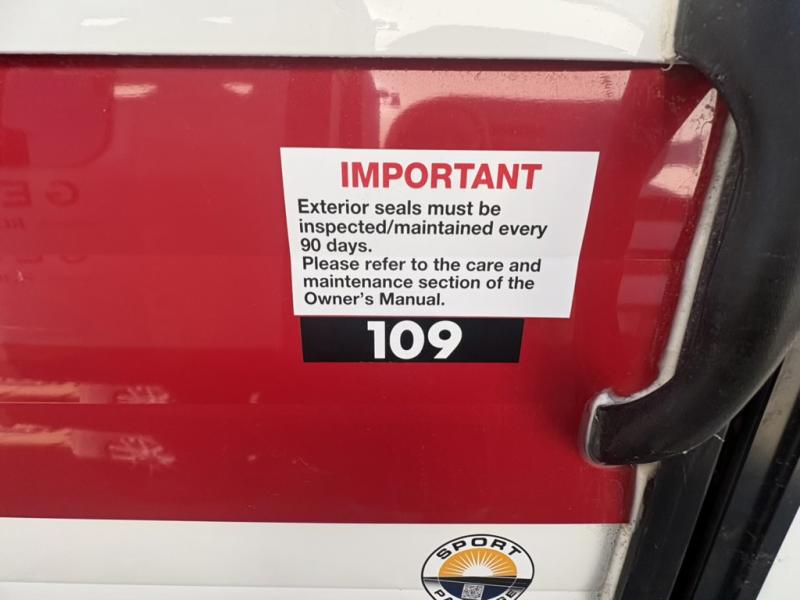 IMPORTANT
Exterior seals must be
inspected/maintained every
90 days.
Please refer to the care and
maintenance section of the
Owner's Manual.
109
SPORT